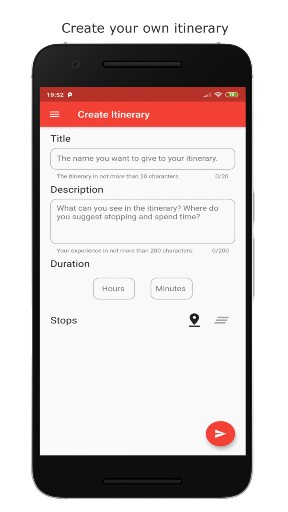 Create your own itinerary
19:52 P
Create Itinerary
Title
The name you want to give to your itinerary.
The itinerary in not more than 20 characters. 0/20
Description
What can you see in the itinerary? Where do
you suggest stopping and spend time?
Your experience in not more than 200 characters. 0/200
Duration
Hours Minutes
Stops